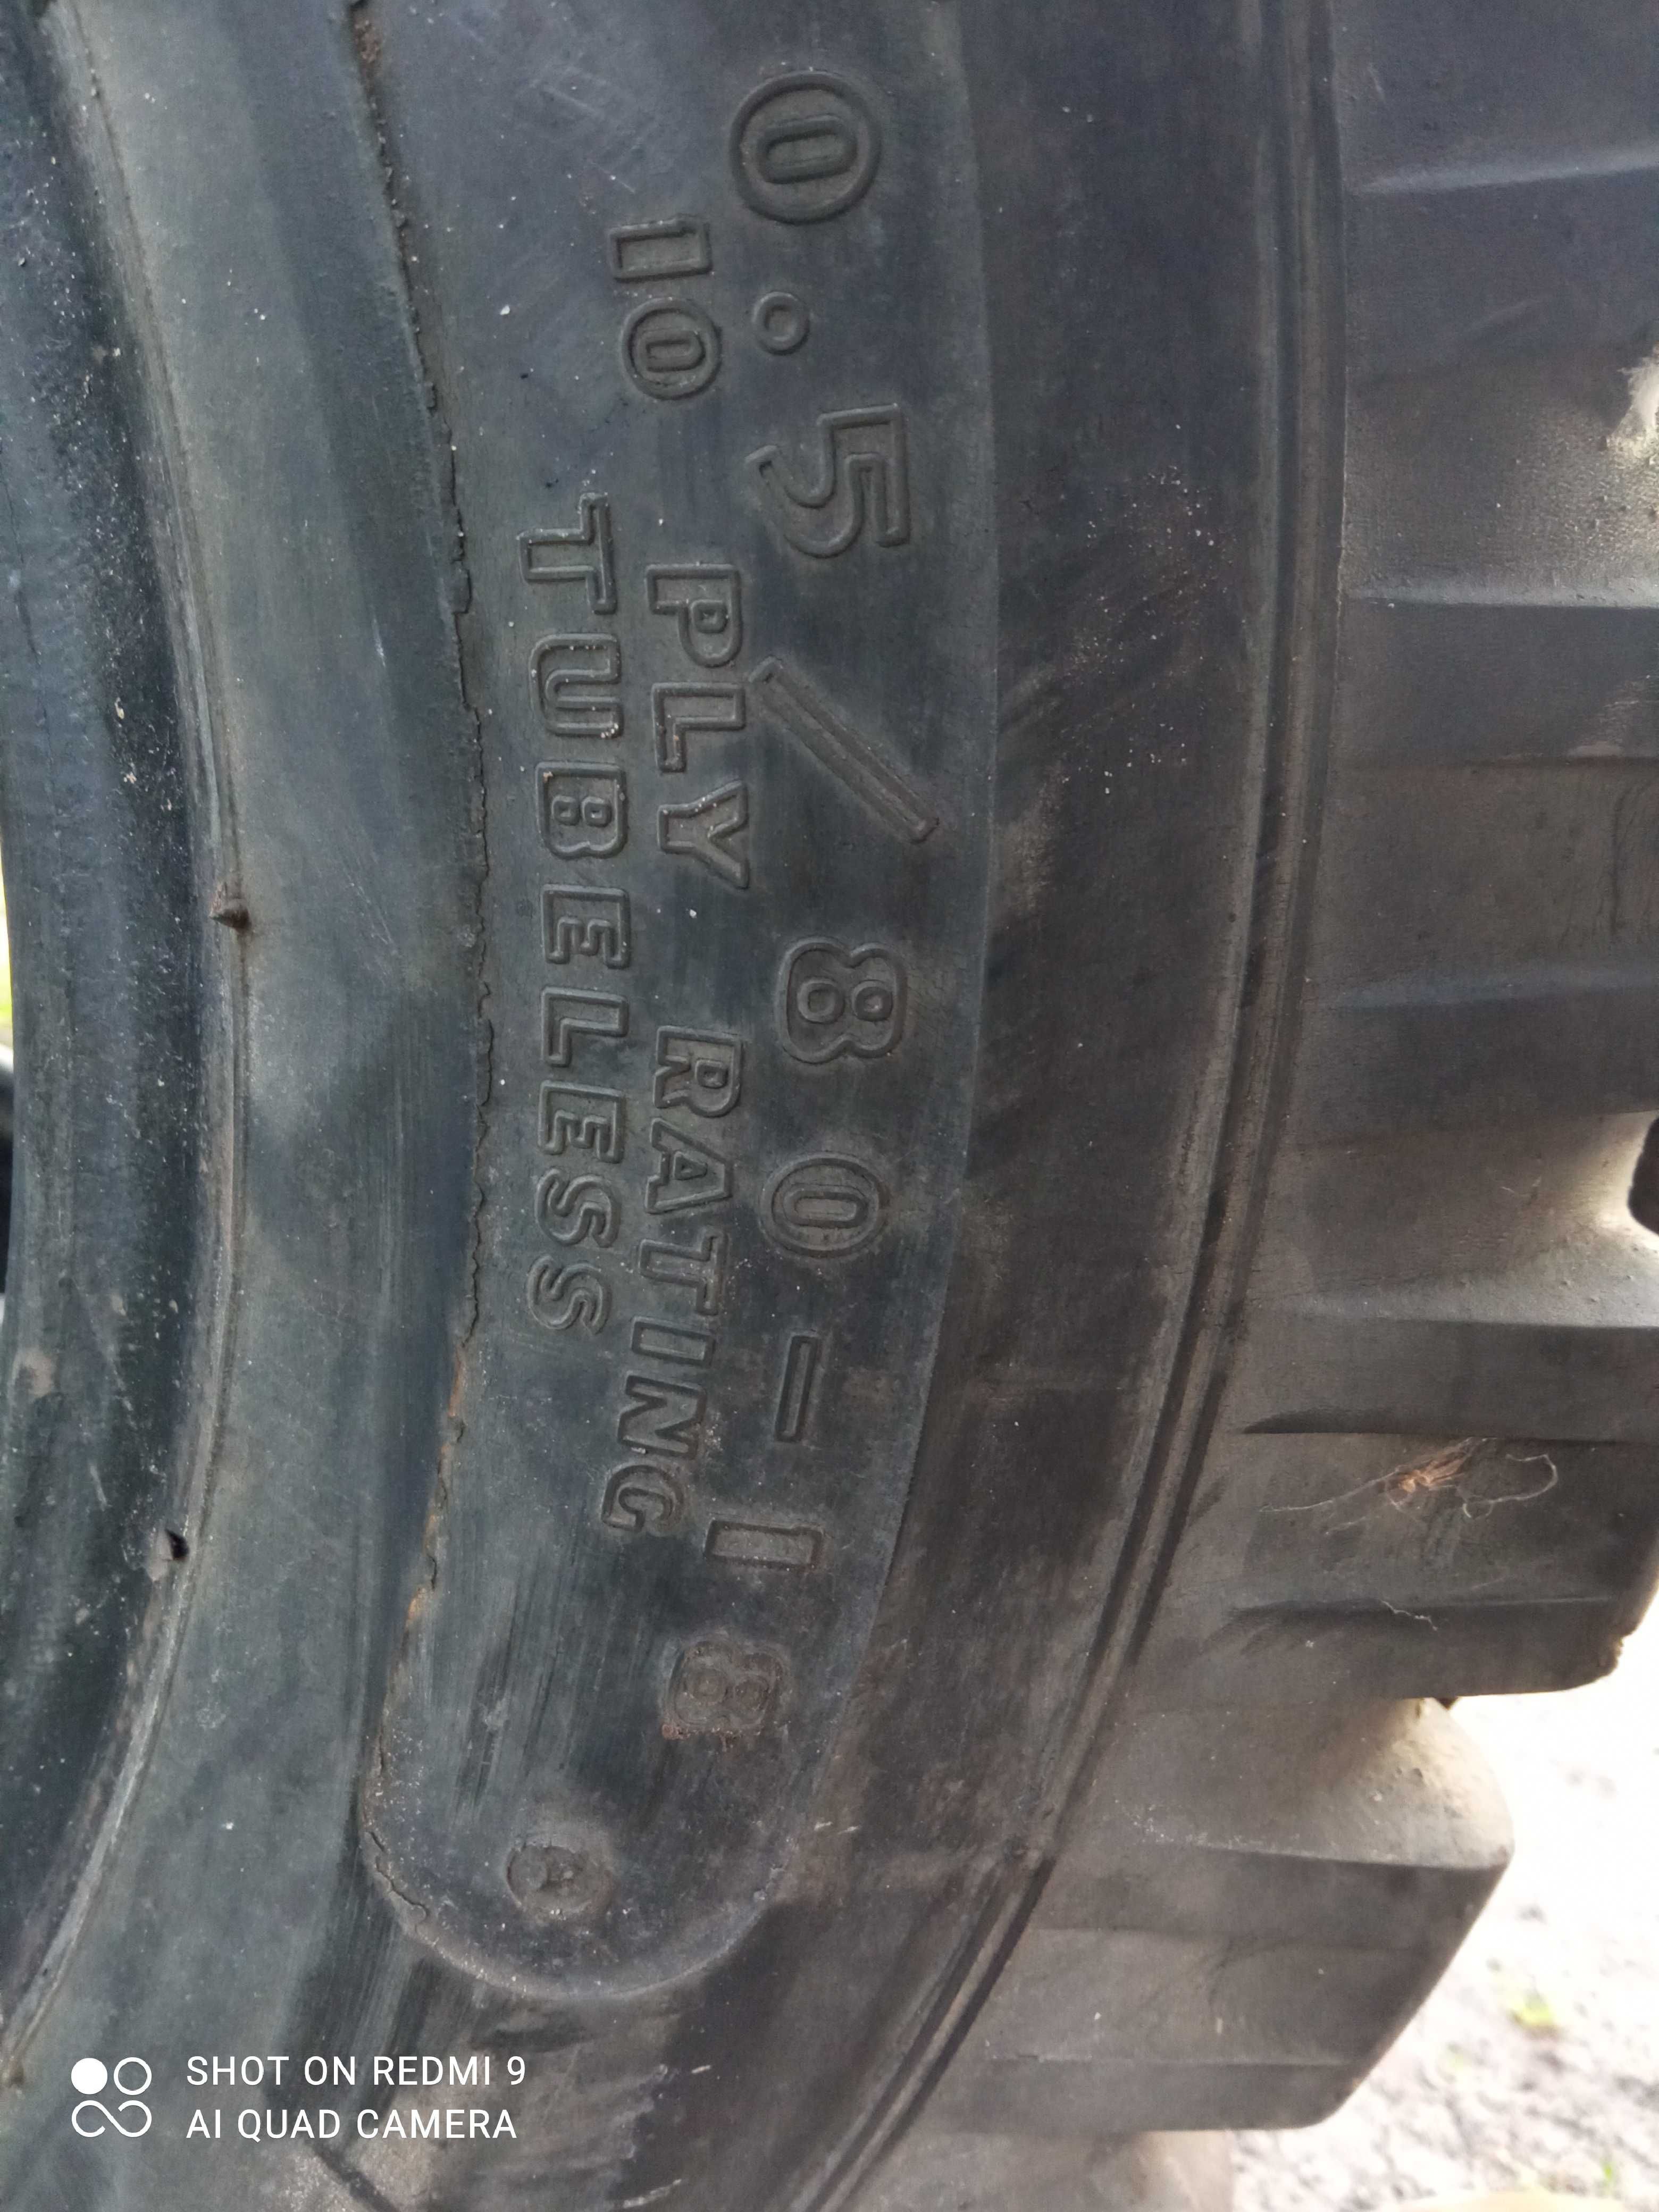 0.5/80-18
10 PLY RATING
TUBELESS
SHOT ON REDMI 9
AI QUAD CAMERA